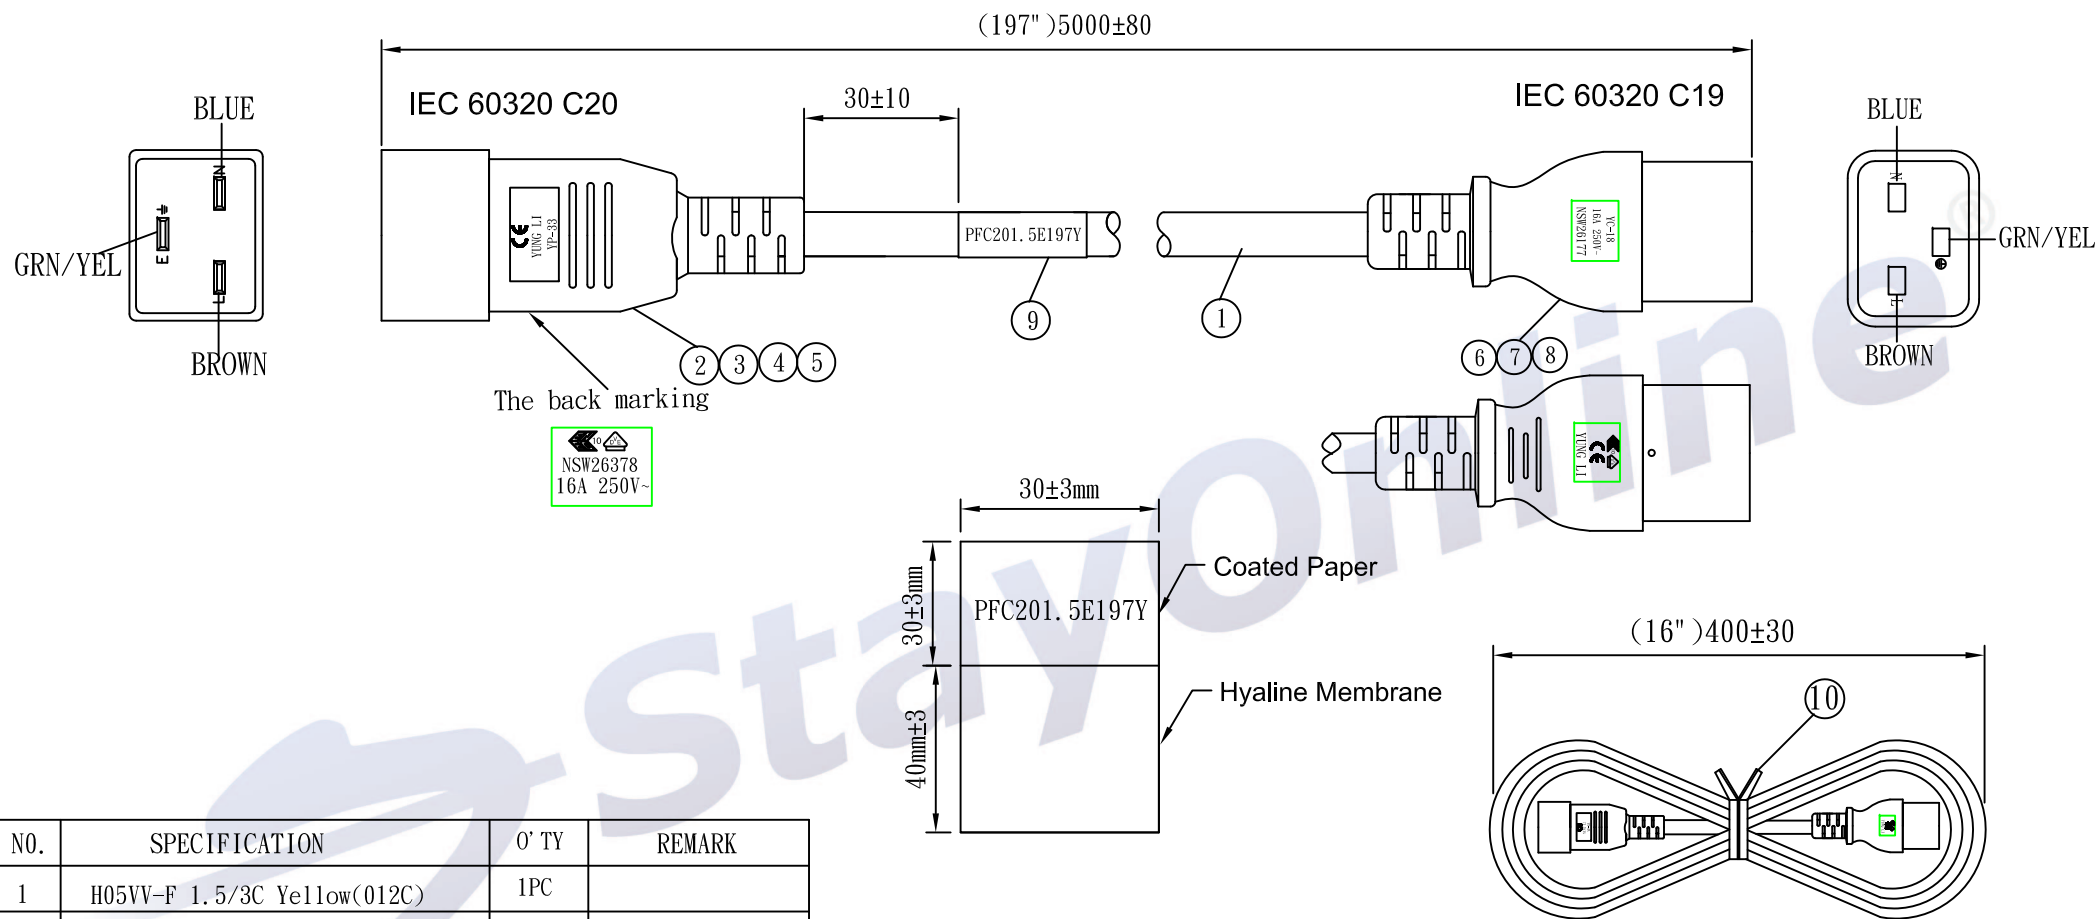 (197")5000±80
IEC 60320 C20
30±10
IEC 60320 C19
BLUE
N
GRN/YEL
E
L
BROWN
CE
YUNG LI
YP-33
PFC201.5E197Y
9
1
2 3 4 5
The back marking
10
NSW26378
16A 250V~
YC-18
16A 250V~
NSW26177
6 7 8
BLUE
N
GRN/YEL
L
BROWN
®
CE
YUNG LI
30±3mm
30±3mm
PFC201.5E197Y
Coated Paper
40mm±3
Hyaline Membrane
(16")400±30
10
StayOnline
NO. SPECIFICATION O'TY REMARK
1 H05VV-F 1.5/3C Yellow(012C) 1PC